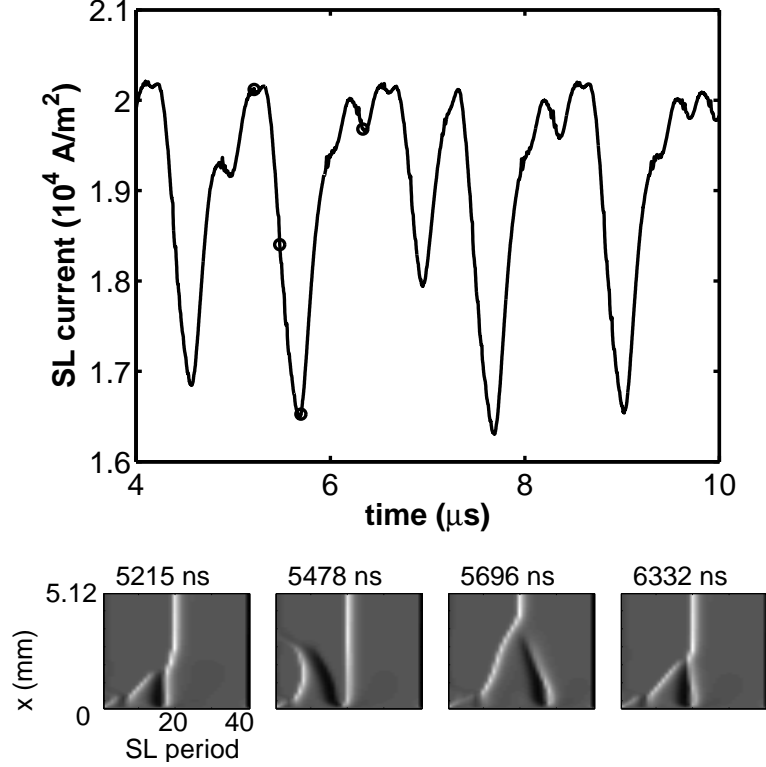 2.1
2
1.9
1.8
1.7
1.6
SL current (10⁴ A/m²)
4 6 8 10
time (μs)
5215 ns 5478 ns 5696 ns 6332 ns
5.12
x (mm)
0
20 40
SL period